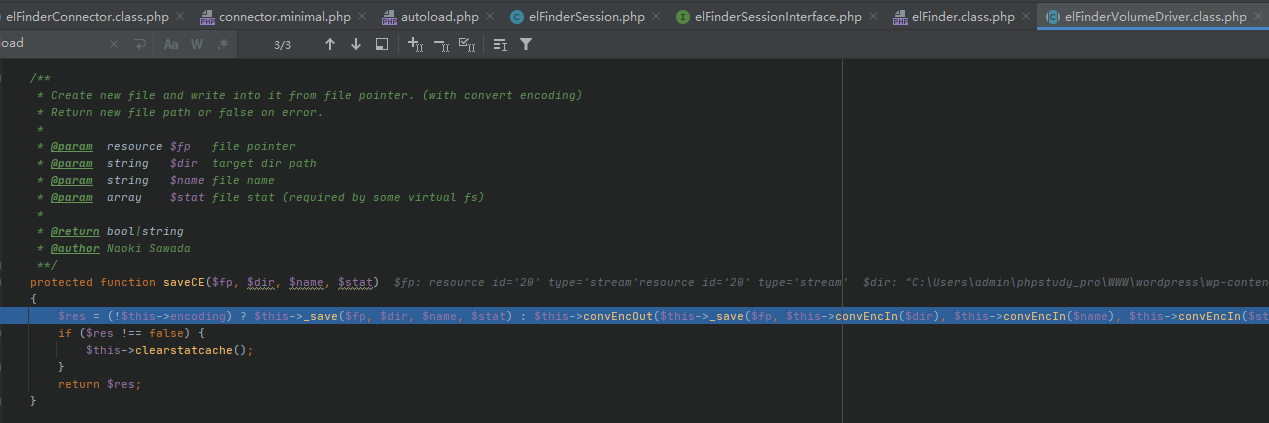 elFinderConnector.class.php × connector.minimal.php × autoload.php × elFinderSession.php × elFinderSessionInterface.php × elFinder.class.php × elFinderVolumeDriver.class.php ×
oad × Aa W .* 3/3
/**
* Create new file and write into it from file pointer. (with convert encoding)
* Return new file path or false on error.
*
* @param resource $fp file pointer
* @param string $dir target dir path
* @param string $name file name
* @param array $stat file stat (required by some virtual fs)
*
* @return bool|string
* @author Naoki Sawada
**/
protected function saveCE($fp, $dir, $name, $stat) $fp: resource id='20' type='stream'resource id='20' type='stream' $dir: "C:\Users\admin\phpstudy_pro\WWW\wordpress\wp-conten
{
$res = (!$this->encoding) ? $this->_save($fp, $dir, $name, $stat) : $this->convEncOut($this->_save($fp, $this->convEncIn($dir), $this->convEncIn($name), $this->convEncIn($st
if ($res !== false) {
$this->clearstatcache();
}
return $res;
}